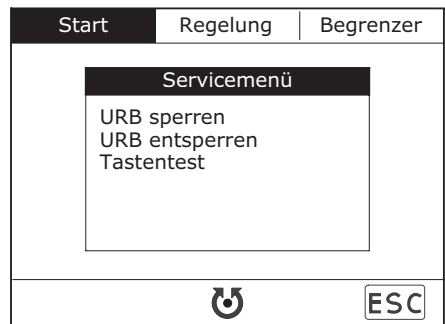 Start Regelung Begrenzer
Servicemenü
URB sperren
URB entsperren
Tastentest
ESC